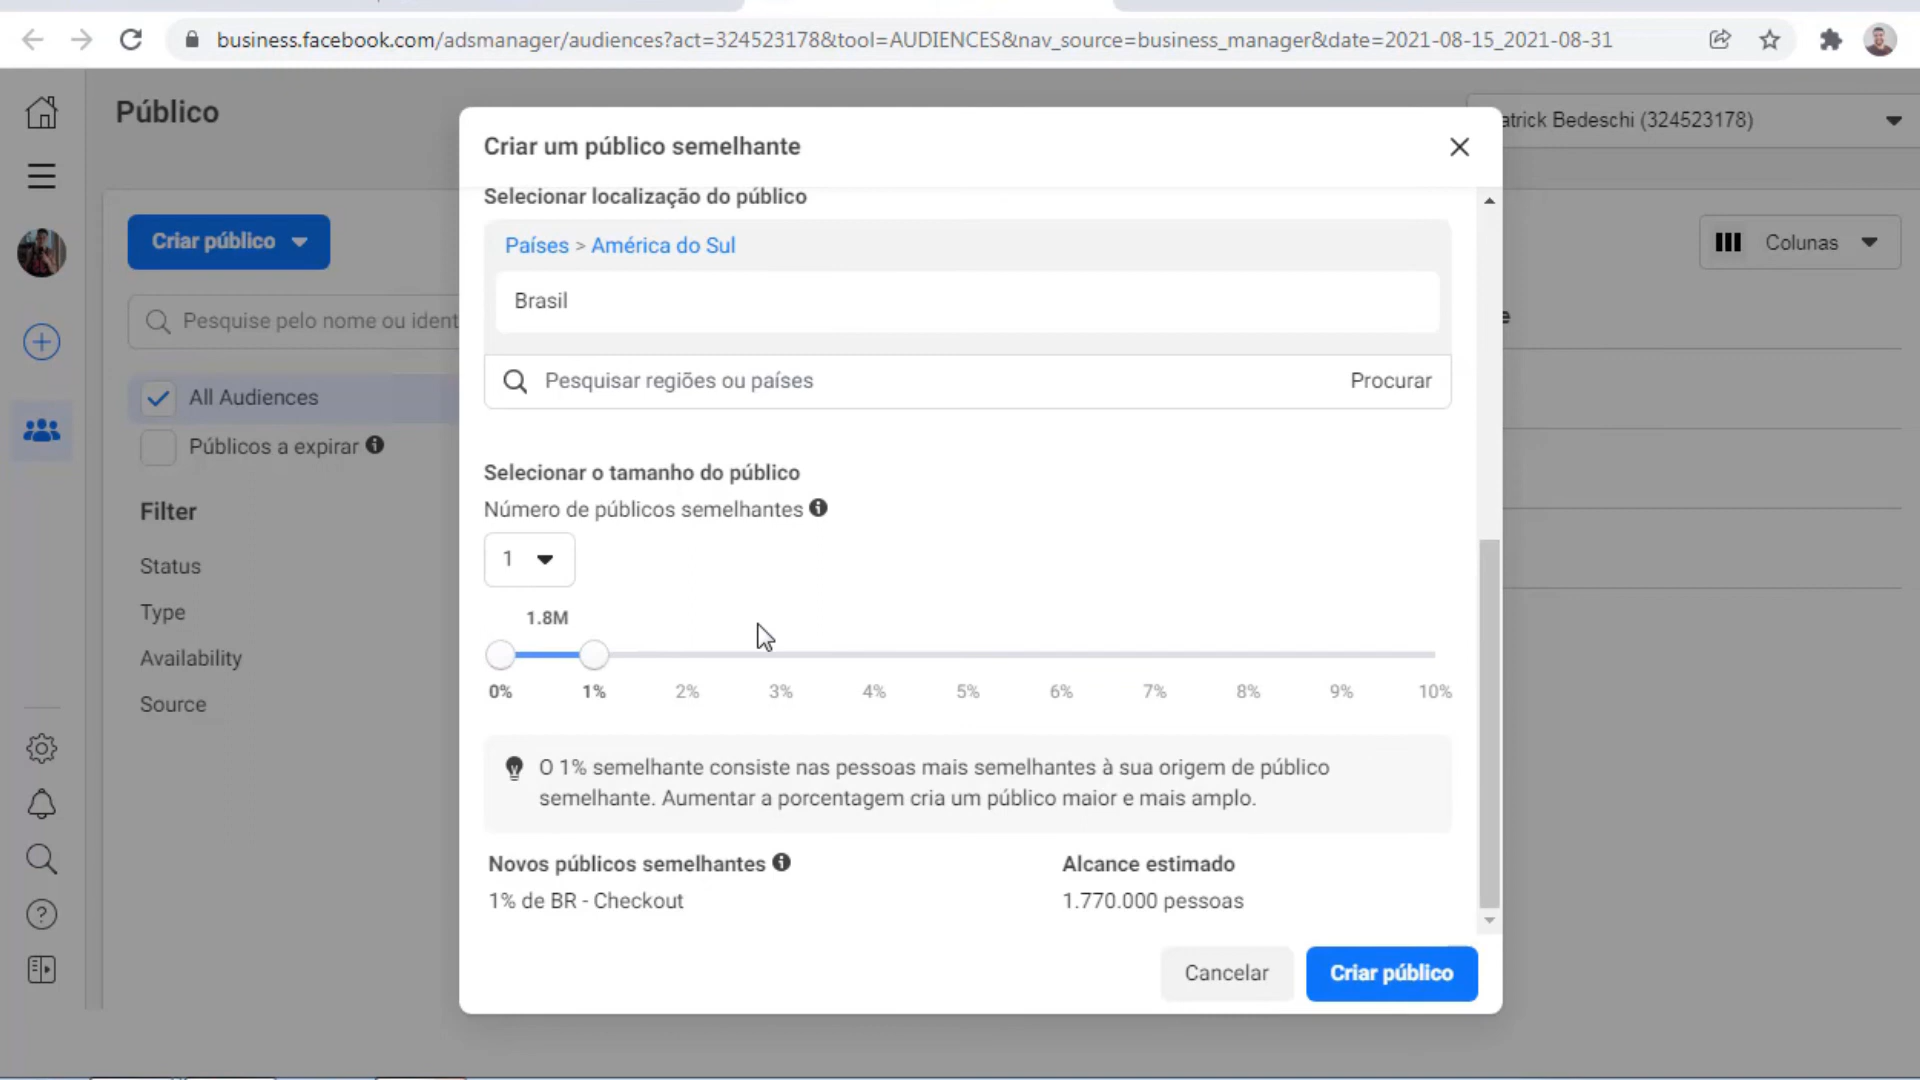 business.facebook.com/adsmanager/audiences?act=324523178&tool=AUDIENCES&nav_source=business_manager&date=2021-08-15_2021-08-31
Público
Patrick Bedeschi (324523178)
Criar um público semelhante
Selecionar localização do público
Criar público
Países > América do Sul
Colunas
Brasil
Pesquise pelo nome ou ident
Pesquisar regiões ou países
Procurar
All Audiences
Públicos a expirar
Selecionar o tamanho do público
Número de públicos semelhantes
Filter
1
Status
Type
1.8M
Availability
0% 1% 2% 3% 4% 5% 6% 7% 8% 9% 10%
Source
O 1% semelhante consiste nas pessoas mais semelhantes à sua origem de público
semelhante. Aumentar a porcentagem cria um público maior e mais amplo.
Novos públicos semelhantes
Alcance estimado
1% de BR - Checkout
1.770.000 pessoas
Cancelar
Criar público